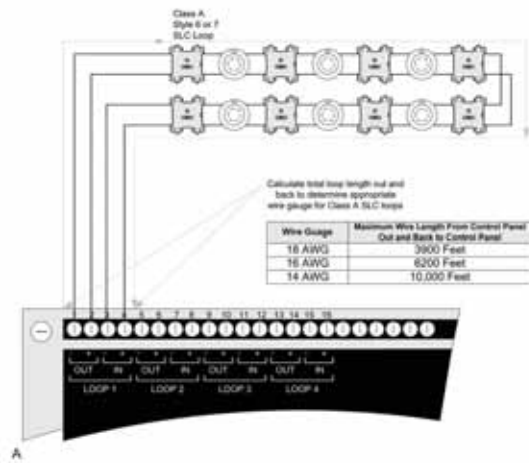 Class A
Style 6 or 7
SLC Loop
Calculate total loop length out and
back to determine appropriate
wire gauge for Class A SLC loops
Wire Guage Maximum Wire Length From Control Panel
Out and Back to Control Panel
18 AWG 3900 Feet
16 AWG 6200 Feet
14 AWG 10,000 Feet
1 2 3 4 5 6 7 8 9 10 11 12 13 14 15 16
- + - + - + - + - + - + - + - +
OUT IN OUT IN OUT IN OUT IN
LOOP 1 LOOP 2 LOOP 3 LOOP 4
A